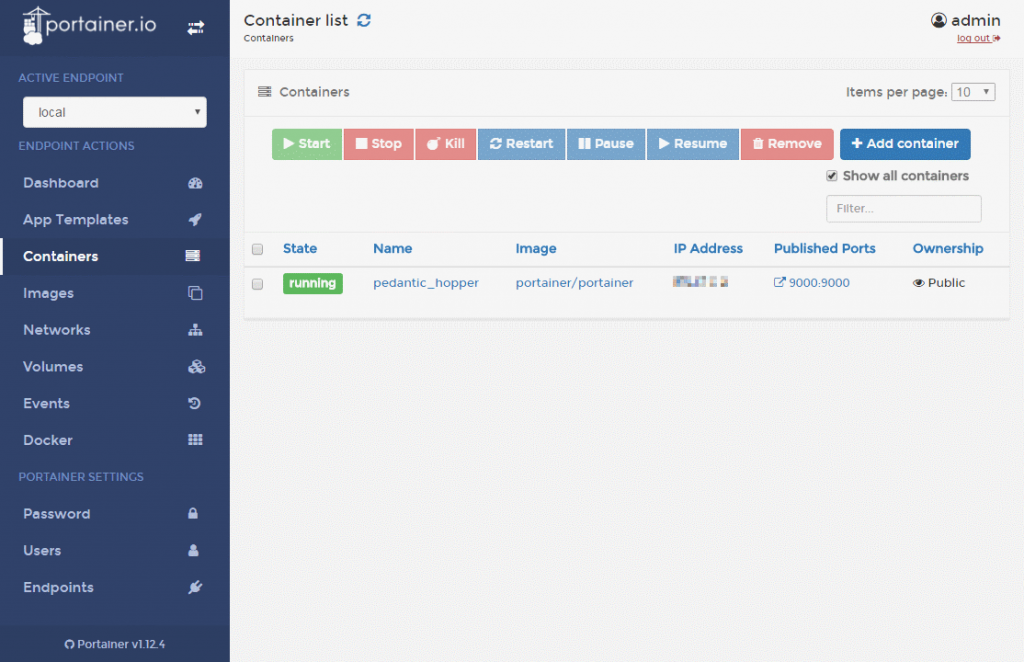 portainer.io
ACTIVE ENDPOINT
local
ENDPOINT ACTIONS
Dashboard
App Templates
Containers
Images
Networks
Volumes
Events
Docker
PORTAINER SETTINGS
Password
Users
Endpoints
Portainer v1.12.4
Container list
Containers
admin
log out
Containers
Items per page: 10
Start Stop Kill Restart Pause Resume Remove Add container
Show all containers
Filter...
State Name Image IP Address Published Ports Ownership
running pedantic_hopper portainer/portainer 9000:9000 Public